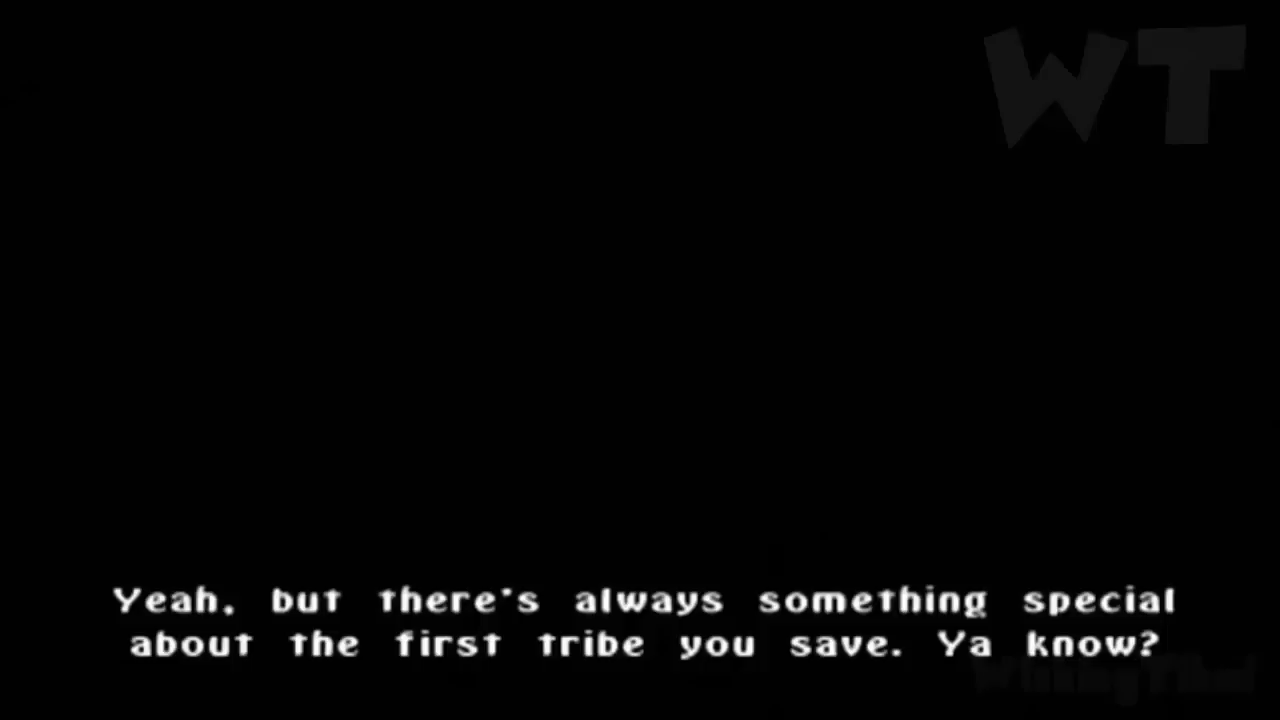 WT
Yeah, but there's always something special
about the first tribe you save. Ya know?